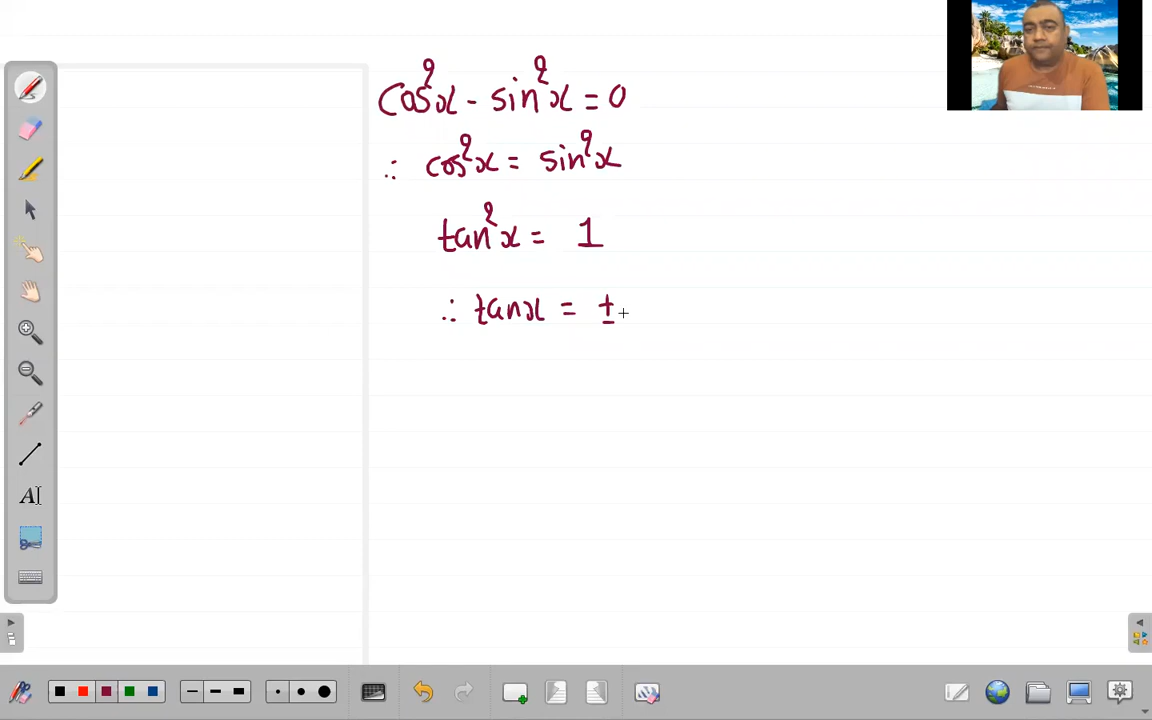 cos²x - sin²x = 0
∴ cos²x = sin²x
tan²x = 1
∴ tanx = ±